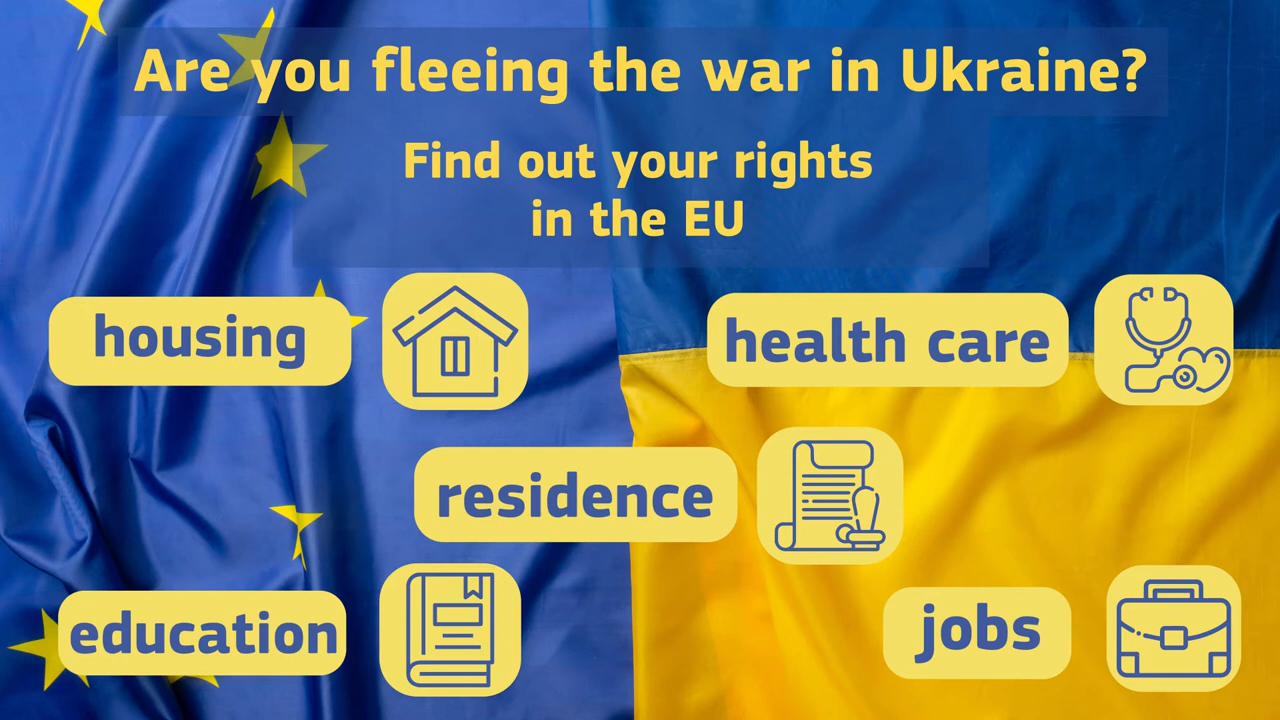 Are you fleeing the war in Ukraine?
Find out your rights
in the EU
housing
health care
residence
education
jobs